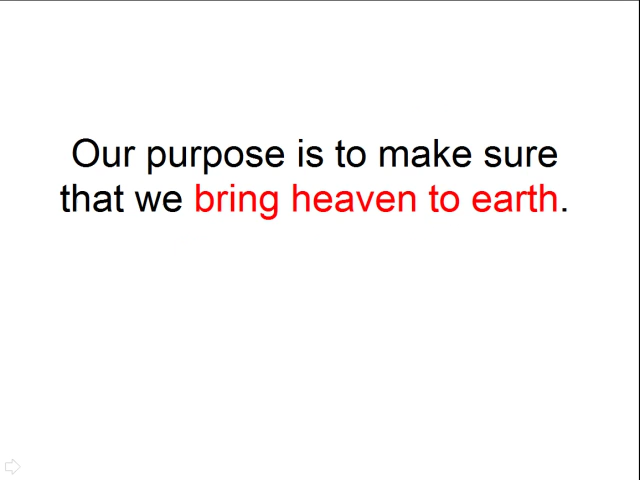 Our purpose is to make sure
that we bring heaven to earth.